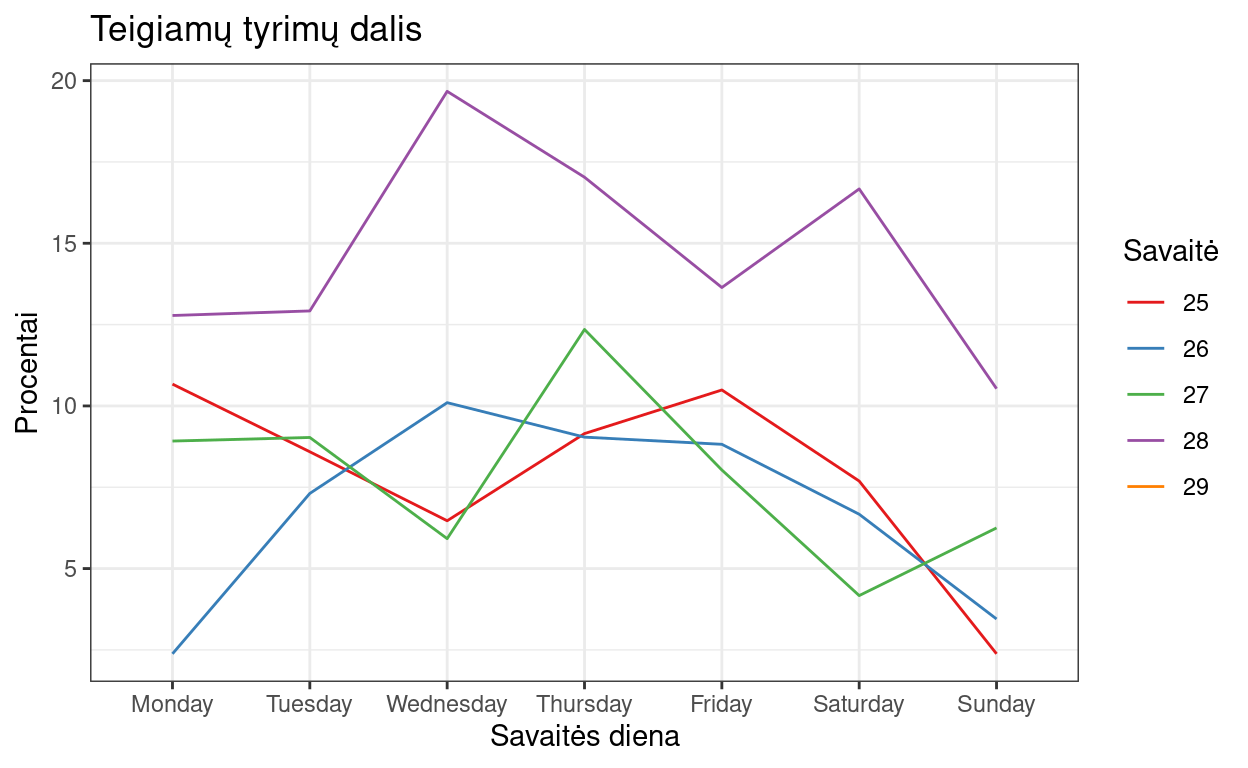 Teigiamų tyrimų dalis
20
15
10
5
Procentai
Monday Tuesday Wednesday Thursday Friday Saturday Sunday
Savaitės diena
Savaitė
25
26
27
28
29